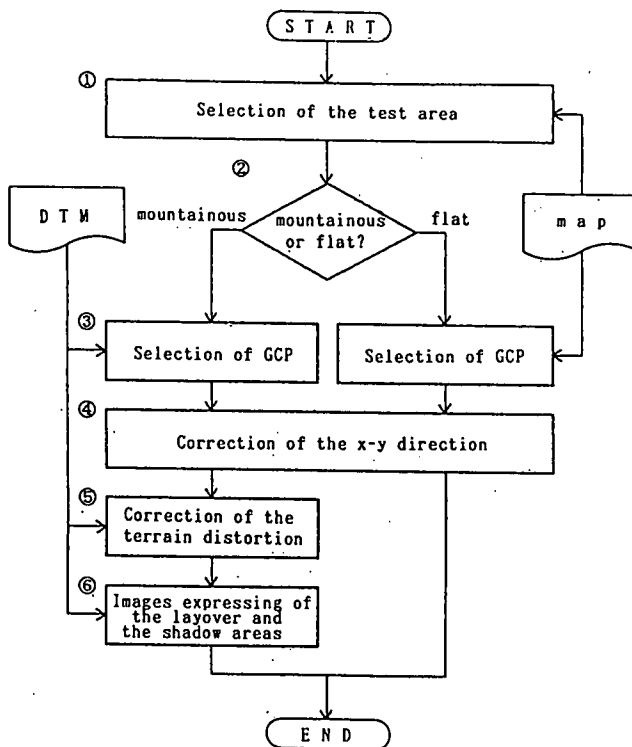 START
①
Selection of the test area
②
DTM
mountainous
mountainous
or flat?
flat
map
③
Selection of GCP
Selection of GCP
④
Correction of the x-y direction
⑤
Correction of the
terrain distortion
⑥
Images expressing of
the layover and
the shadow areas
END